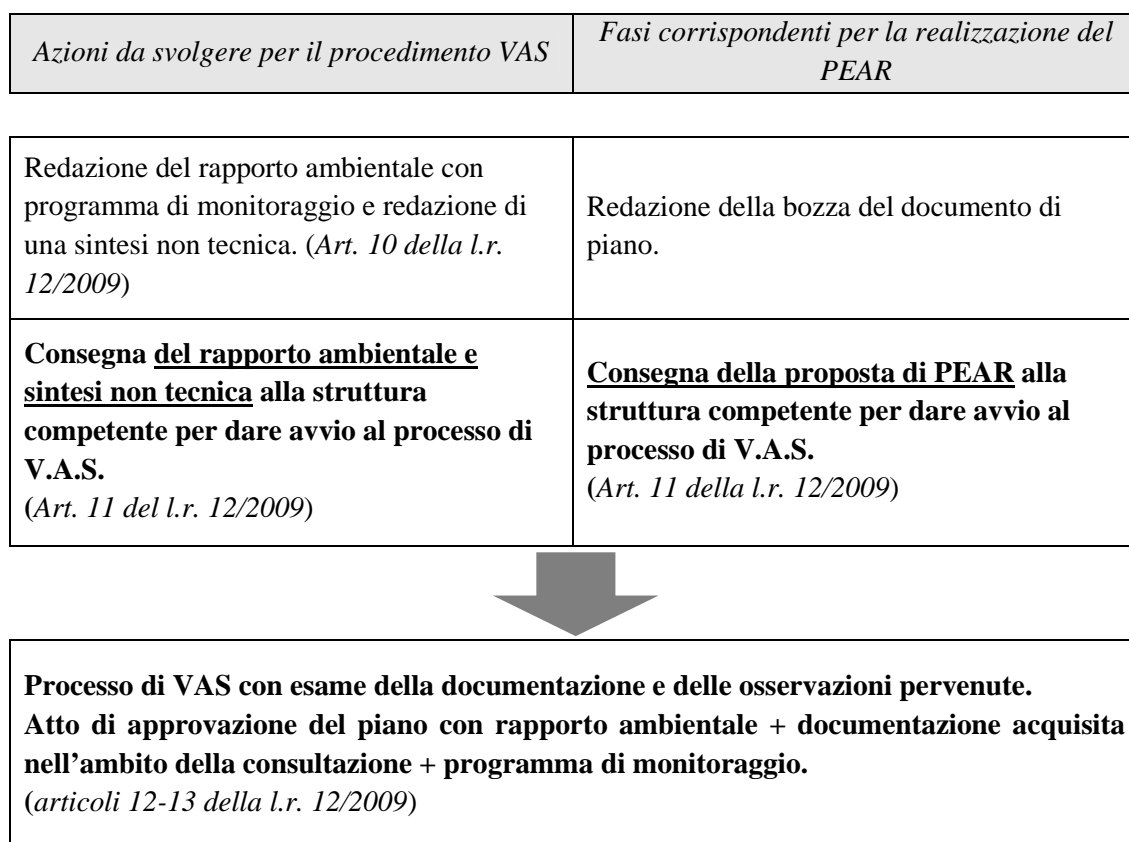 Azioni da svolgere per il procedimento VAS
Fasi corrispondenti per la realizzazione del
PEAR
Redazione del rapporto ambientale con
programma di monitoraggio e redazione di
una sintesi non tecnica. (Art. 10 della l.r.
12/2009)
Redazione della bozza del documento di
piano.
Consegna del rapporto ambientale e
sintesi non tecnica alla struttura
competente per dare avvio al processo di
V.A.S.
(Art. 11 del l.r. 12/2009)
Consegna della proposta di PEAR alla
struttura competente per dare avvio al
processo di V.A.S.
(Art. 11 della l.r. 12/2009)
Processo di VAS con esame della documentazione e delle osservazioni pervenute.
Atto di approvazione del piano con rapporto ambientale + documentazione acquisita
nell’ambito della consultazione + programma di monitoraggio.
(articoli 12-13 della l.r. 12/2009)